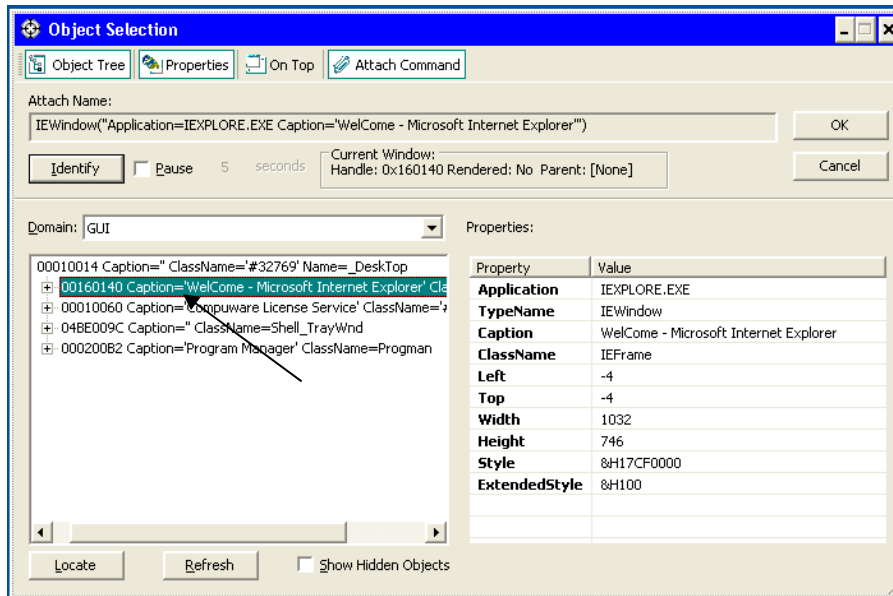 Object Selection
Object Tree Properties On Top Attach Command
Attach Name:
IEWindow("Application=IEXPLORE.EXE Caption='WelCome - Microsoft Internet Explorer'") OK
Identify Pause 5 seconds Current Window: Cancel
Handle: 0x160140 Rendered: No Parent: [None]
Domain: GUI Properties:
00010014 Caption='' ClassName='#32769' Name=_DeskTop
00160140 Caption='WelCome - Microsoft Internet Explorer' Cla
00010060 Caption='Compuware License Service' ClassName='#
04BE009C Caption='' ClassName=Shell_TrayWnd
000200B2 Caption='Program Manager' ClassName=Progman
Property Value
Application IEXPLORE.EXE
TypeName IEWindow
Caption WelCome - Microsoft Internet Explorer
ClassName IEFrame
Left -4
Top -4
Width 1032
Height 746
Style &H17CF0000
ExtendedStyle &H100
Locate Refresh Show Hidden Objects